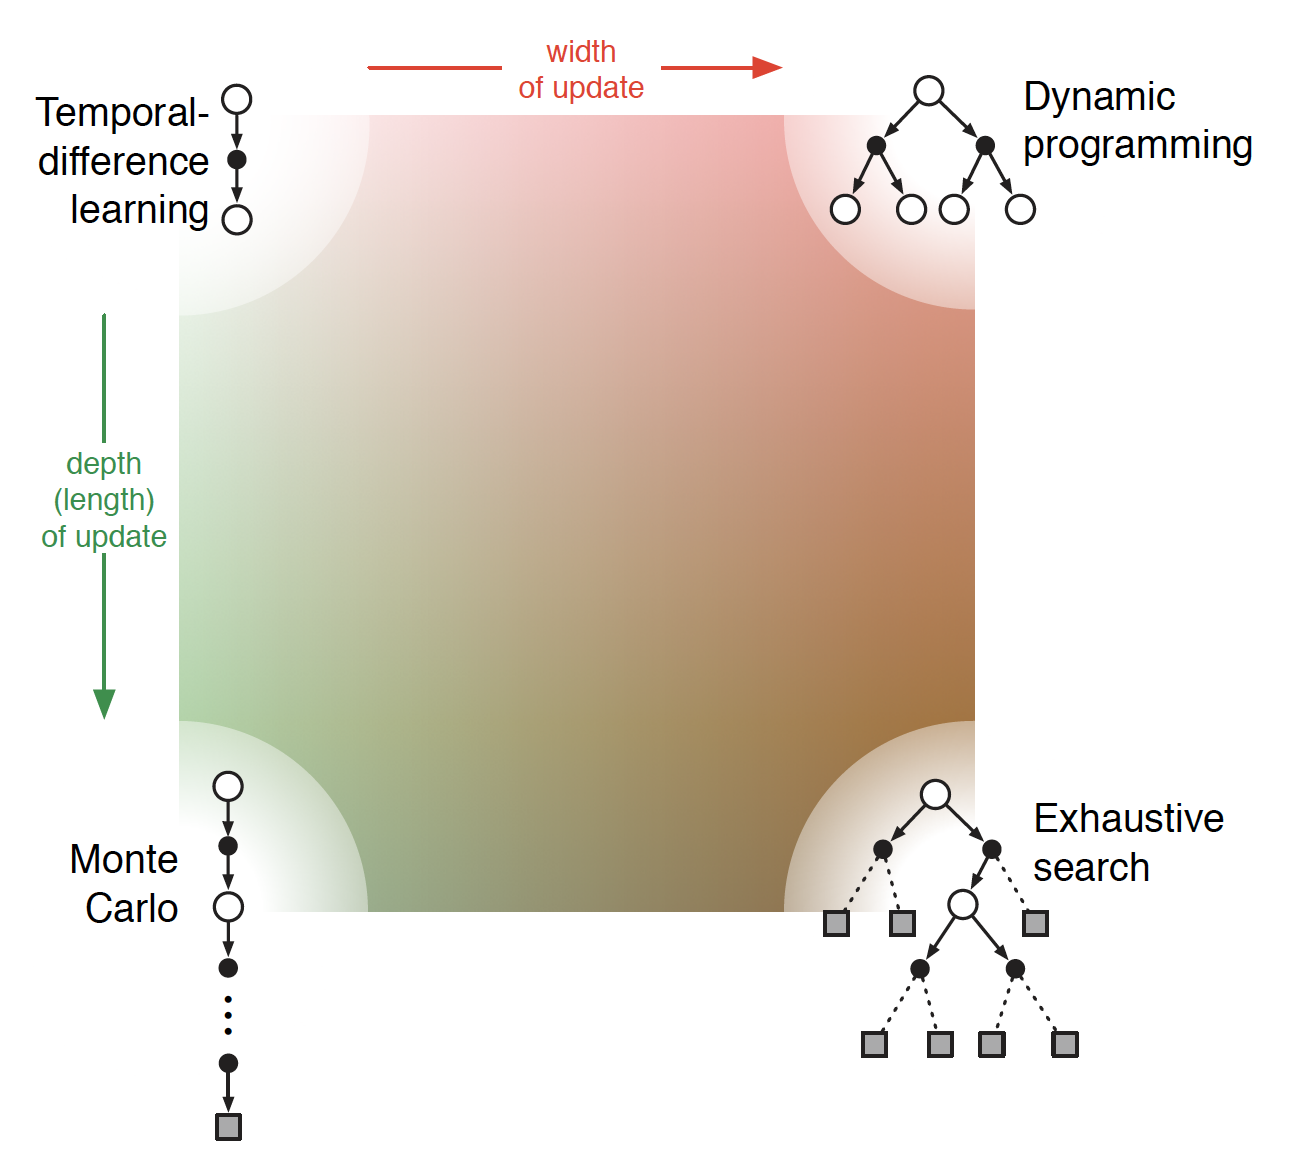 width
of update
Temporal-
difference
learning
Dynamic
programming
depth
(length)
of update
Monte
Carlo
Exhaustive
search